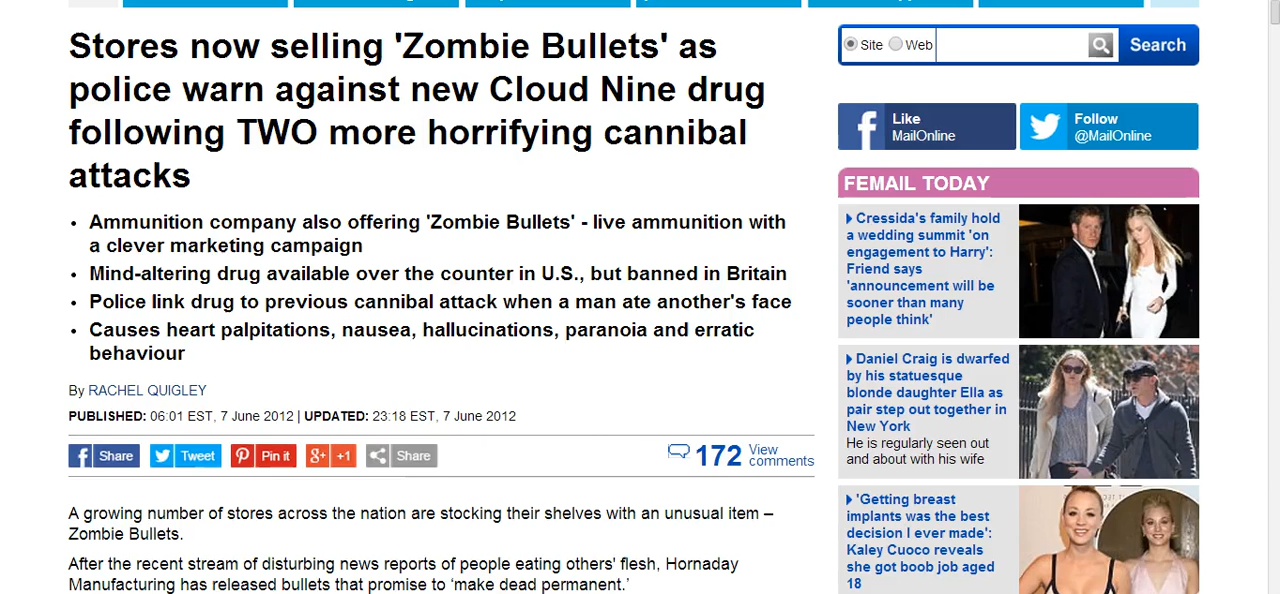 Stores now selling 'Zombie Bullets' as
police warn against new Cloud Nine drug
following TWO more horrifying cannibal
attacks
• Ammunition company also offering 'Zombie Bullets' - live ammunition with
a clever marketing campaign
• Mind-altering drug available over the counter in U.S., but banned in Britain
• Police link drug to previous cannibal attack when a man ate another's face
• Causes heart palpitations, nausea, hallucinations, paranoia and erratic
behaviour
By RACHEL QUIGLEY
PUBLISHED: 06:01 EST, 7 June 2012 | UPDATED: 23:18 EST, 7 June 2012
Share
Tweet
Pin it
+1
Share
172
View
comments
A growing number of stores across the nation are stocking their shelves with an unusual item –
Zombie Bullets.
After the recent stream of disturbing news reports of people eating others' flesh, Hornaday
Manufacturing has released bullets that promise to ‘make dead permanent.’
Site Web
Search
Like
MailOnline
Follow
@MailOnline
FEMAIL TODAY
Cressida's family hold
a wedding summit 'on
engagement to Harry':
Friend says
'announcement will be
sooner than many
people think'
Daniel Craig is dwarfed
by his statuesque
blonde daughter Ella as
pair step out together in
New York
He is regularly seen out
and about with his wife
'Getting breast
implants was the best
decision I ever made':
Kaley Cuoco reveals
she got boob job aged
18